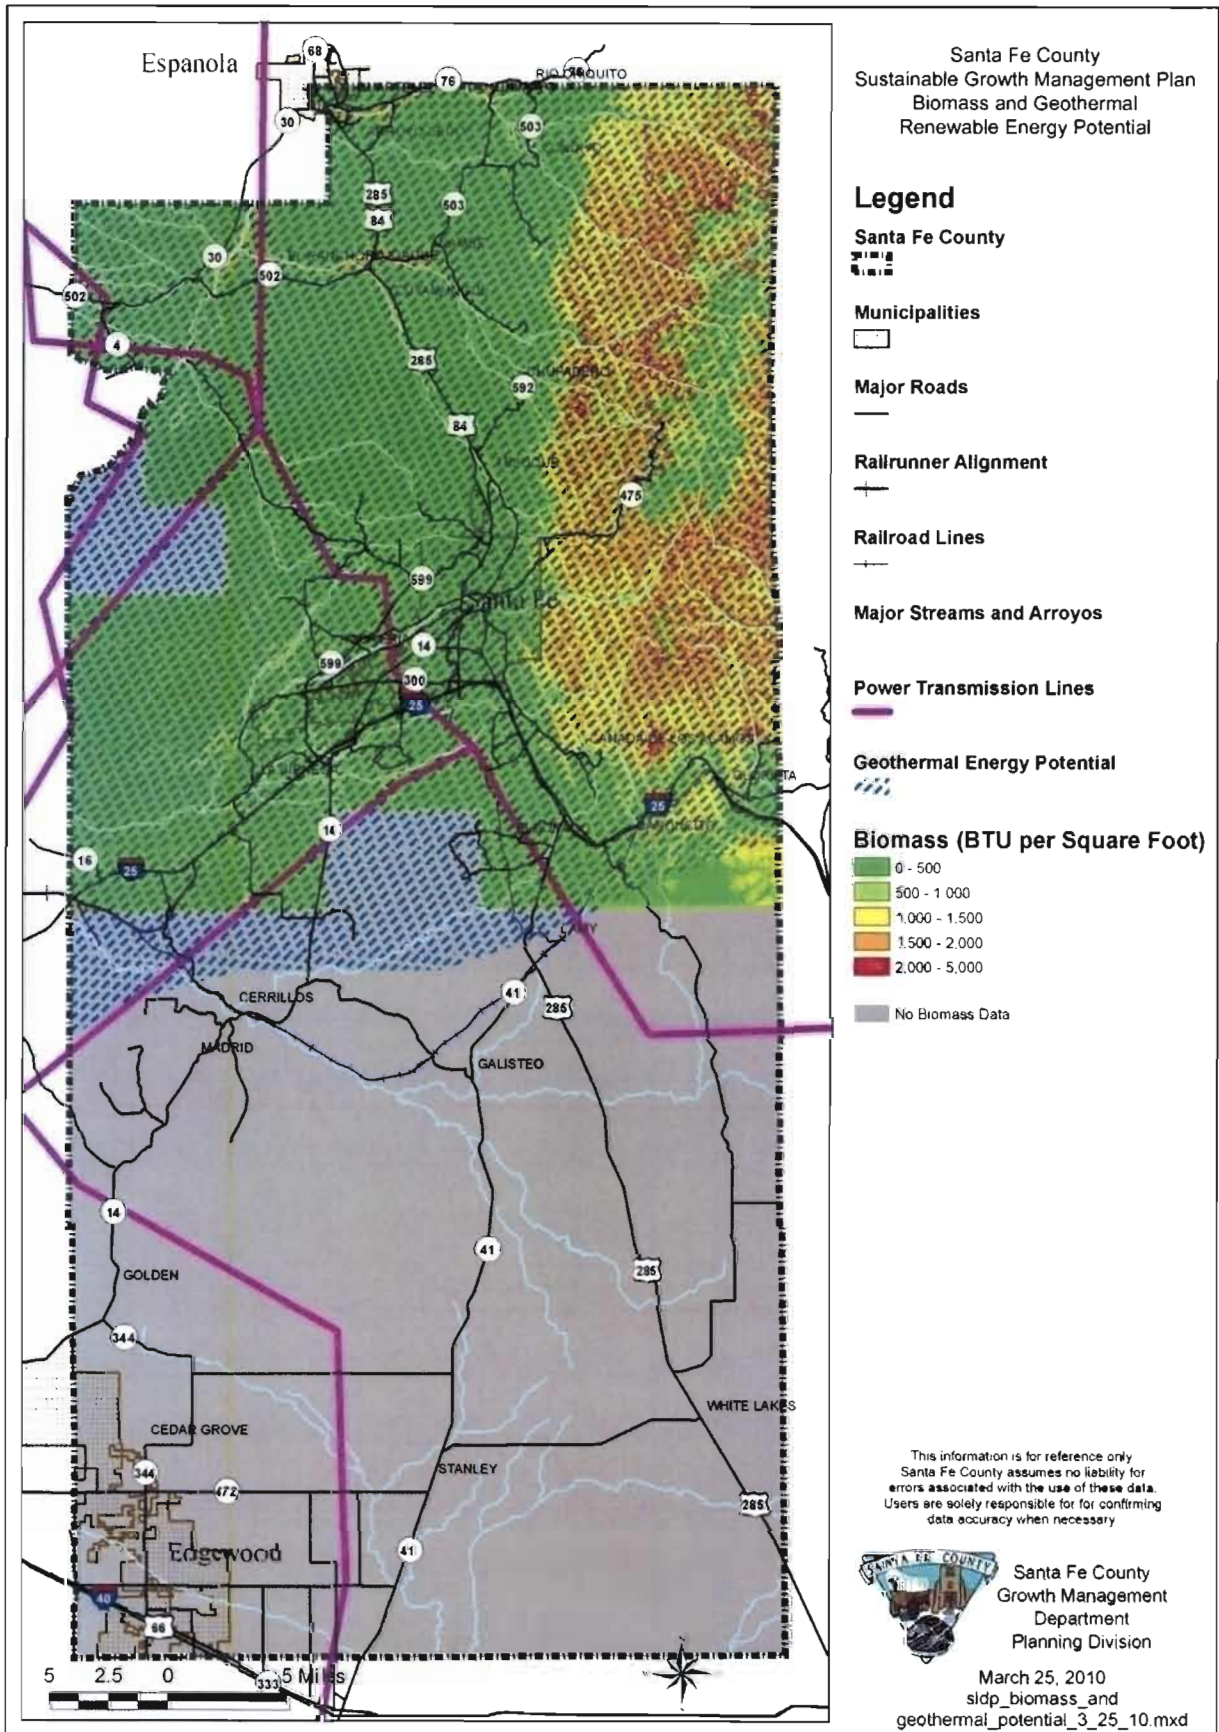 Santa Fe County
Sustainable Growth Management Plan
Biomass and Geothermal
Renewable Energy Potential
Legend
Santa Fe County
Municipalities
Major Roads
Railrunner Alignment
Railroad Lines
Major Streams and Arroyos
Power Transmission Lines
Geothermal Energy Potential
Biomass (BTU per Square Foot)
0 - 500
500 - 1 000
1.000 - 1.500
1.500 - 2,000
2,000 - 5,000
No Biomass Data
Espanola
68
76
30
503
285
84
503
30
502
502
4
285
592
84
475
599
Santa Fe
14
599
300
25
25
14
16
25
LAMY
CERRILLOS
41
285
MADRID
GALISTEO
14
41
285
GOLDEN
344
WHITE LAKES
CEDAR GROVE
344
472
STANLEY
285
Edgewood
41
40
66
333
5 2.5 0 5 Miles
This information is for reference only
Santa Fe County assumes no liability for
errors associated with the use of these data.
Users are solely responsible for for confirming
data accuracy when necessary
SANTA FE COUNTY
Santa Fe County
Growth Management
Department
Planning Division
March 25, 2010
sldp_biomass_and
geothermal_potential_3_25_10.mxd